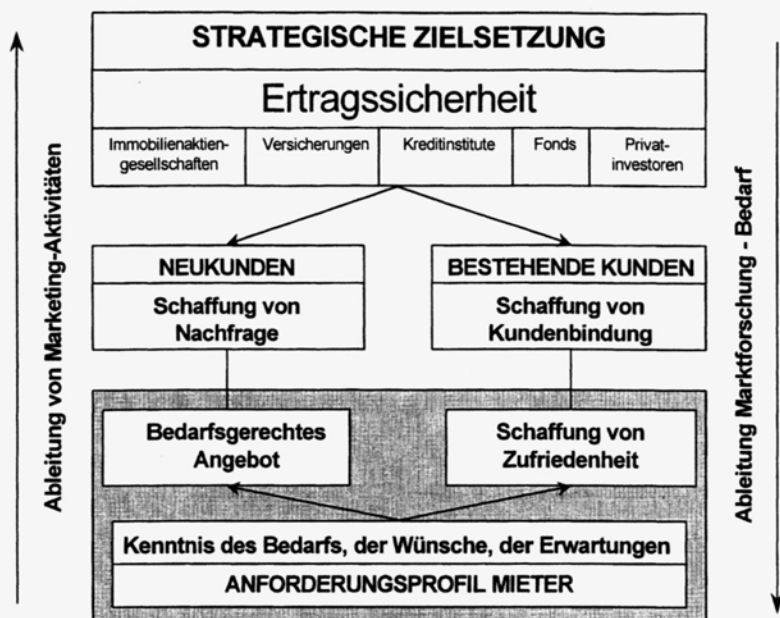 STRATEGISCHE ZIELSETZUNG
Ertragssicherheit
Immobilienaktien-
gesellschaften
Versicherungen
Kreditinstitute
Fonds
Privat-
investoren
Ableitung von Marketing-Aktivitäten
NEUKUNDEN
Schaffung von
Nachfrage
BESTEHENDE KUNDEN
Schaffung von
Kundenbindung
Ableitung Marktforschung - Bedarf
Bedarfsgerechtes
Angebot
Schaffung von
Zufriedenheit
Kenntnis des Bedarfs, der Wünsche, der Erwartungen
ANFORDERUNGSPROFIL MIETER